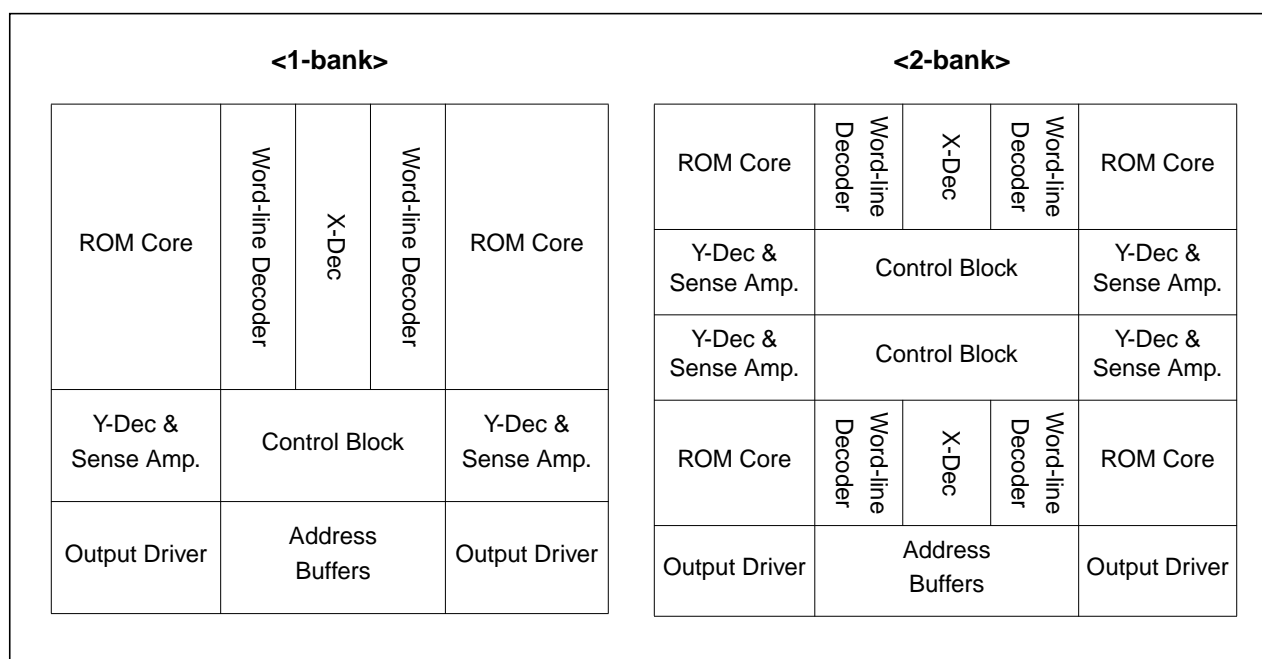 <1-bank>
ROM Core
Word-line Decoder
X-Dec
Word-line Decoder
ROM Core
Y-Dec &
Sense Amp.
Control Block
Y-Dec &
Sense Amp.
Output Driver
Address
Buffers
Output Driver
<2-bank>
ROM Core
Word-line
Decoder
X-Dec
Word-line
Decoder
ROM Core
Y-Dec &
Sense Amp.
Control Block
Y-Dec &
Sense Amp.
Y-Dec &
Sense Amp.
Control Block
Y-Dec &
Sense Amp.
ROM Core
Word-line
Decoder
X-Dec
Word-line
Decoder
ROM Core
Output Driver
Address
Buffers
Output Driver